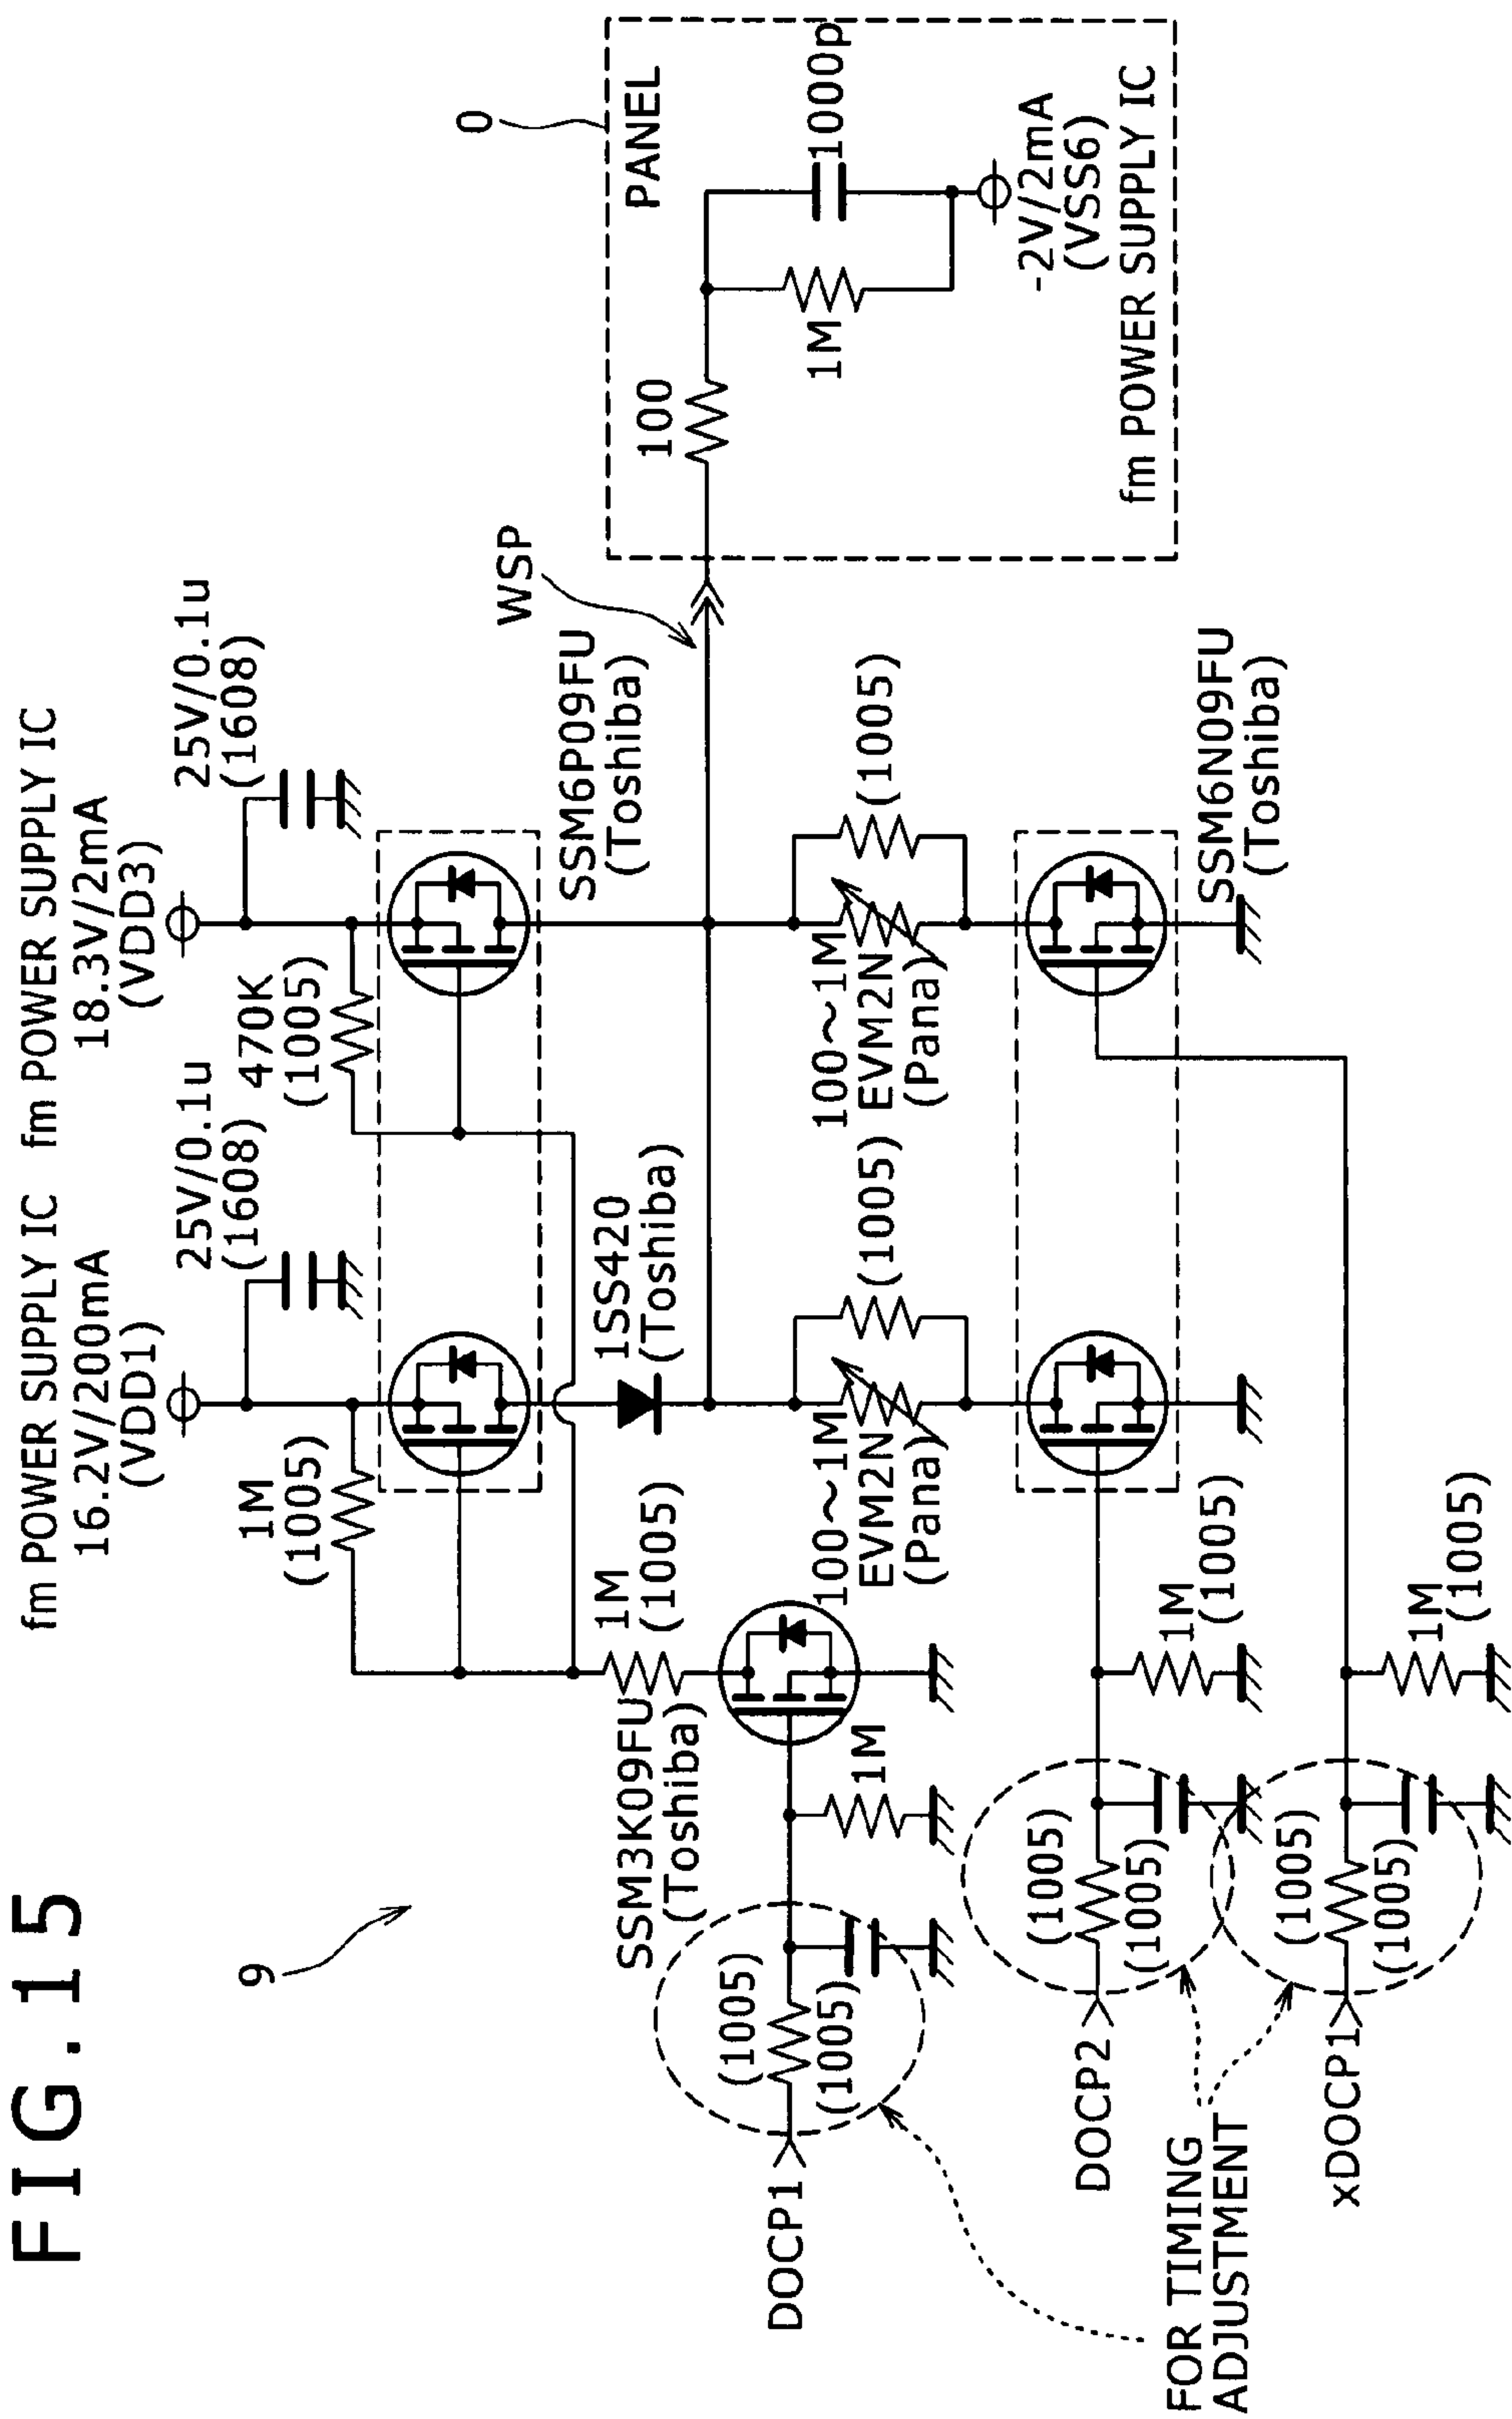 FIG.15
9
fm POWER SUPPLY IC
16.2V/200mA
(VDD1)
fm POWER SUPPLY IC
18.3V/2mA
(VDD3)
25V/0.1u
(1608)
25V/0.1u
(1608)
1M
(1005)
470K
(1005)
SSM6P09FU
(Toshiba)
1SS420
(Toshiba)
WSP
0
PANEL
100
1M
1000p
-2V/2mA
(VSS6)
fm POWER SUPPLY IC
1M
(1005)
SSM3K09FU
(Toshiba)
1M
100~1M
EVM2N
(Pana)
(1005)
100~1M
EVM2N
(Pana)
(1005)
SSM6N09FU
(Toshiba)
DOCP1
(1005)
(1005)
DOCP2
(1005)
(1005)
1M
(1005)
xDOCP1
(1005)
(1005)
1M
(1005)
FOR TIMING
ADJUSTMENT